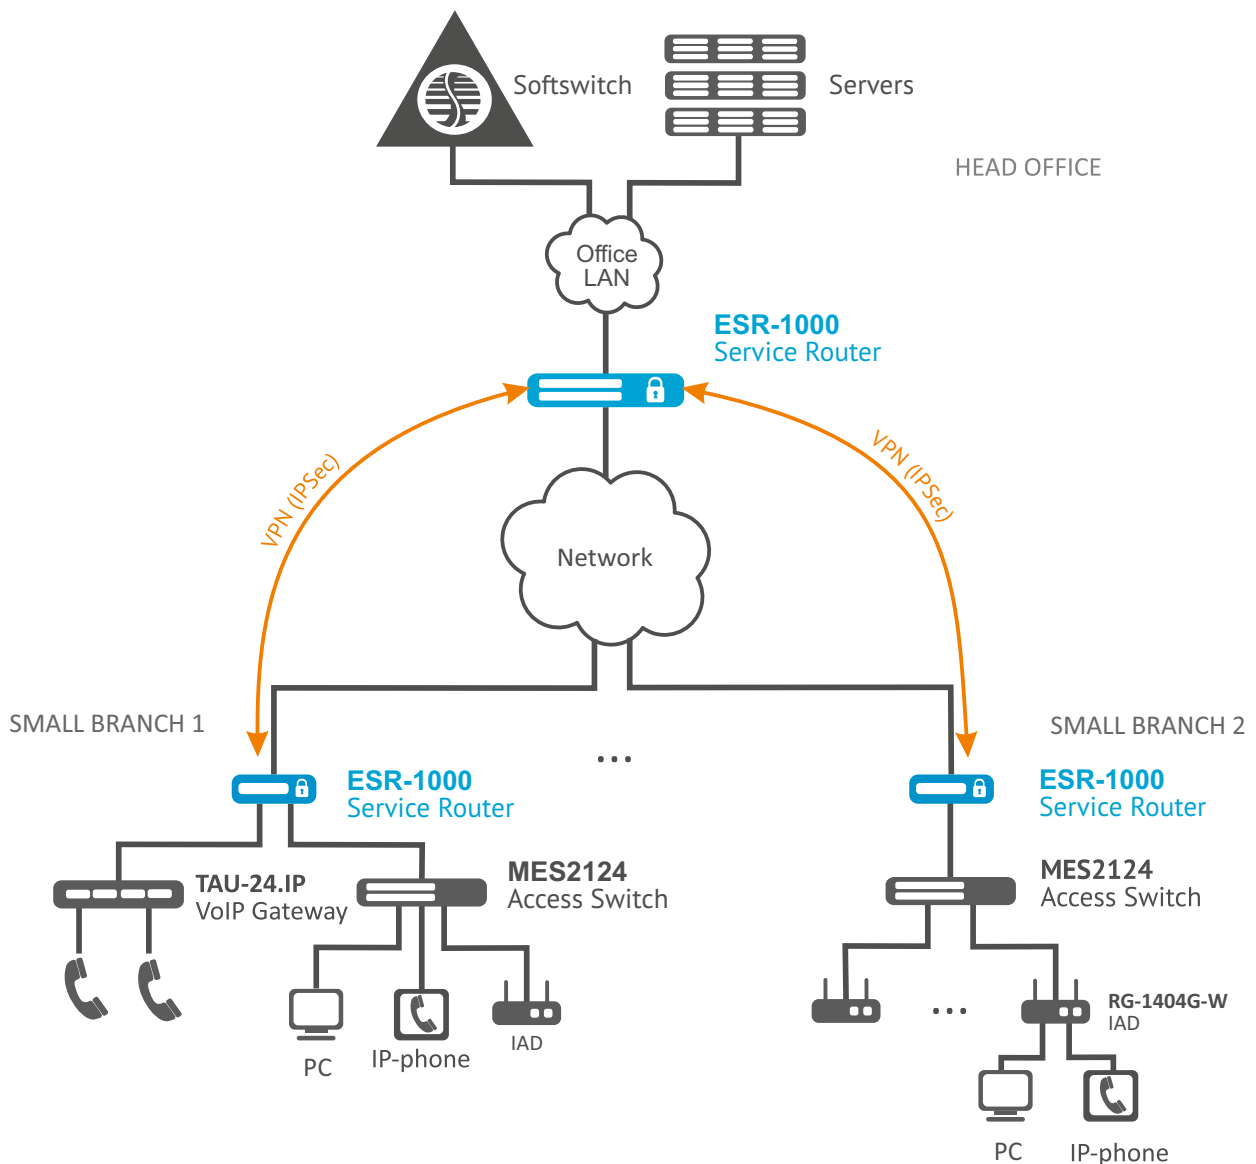 Softswitch
Servers
HEAD OFFICE
Office
LAN
ESR-1000
Service Router
VPN (IPSec)
VPN (IPSec)
Network
SMALL BRANCH 1
SMALL BRANCH 2
...
ESR-1000
Service Router
ESR-1000
Service Router
TAU-24.IP
VoIP Gateway
MES2124
Access Switch
MES2124
Access Switch
PC
IP-phone
IAD
...
RG-1404G-W
IAD
PC
IP-phone